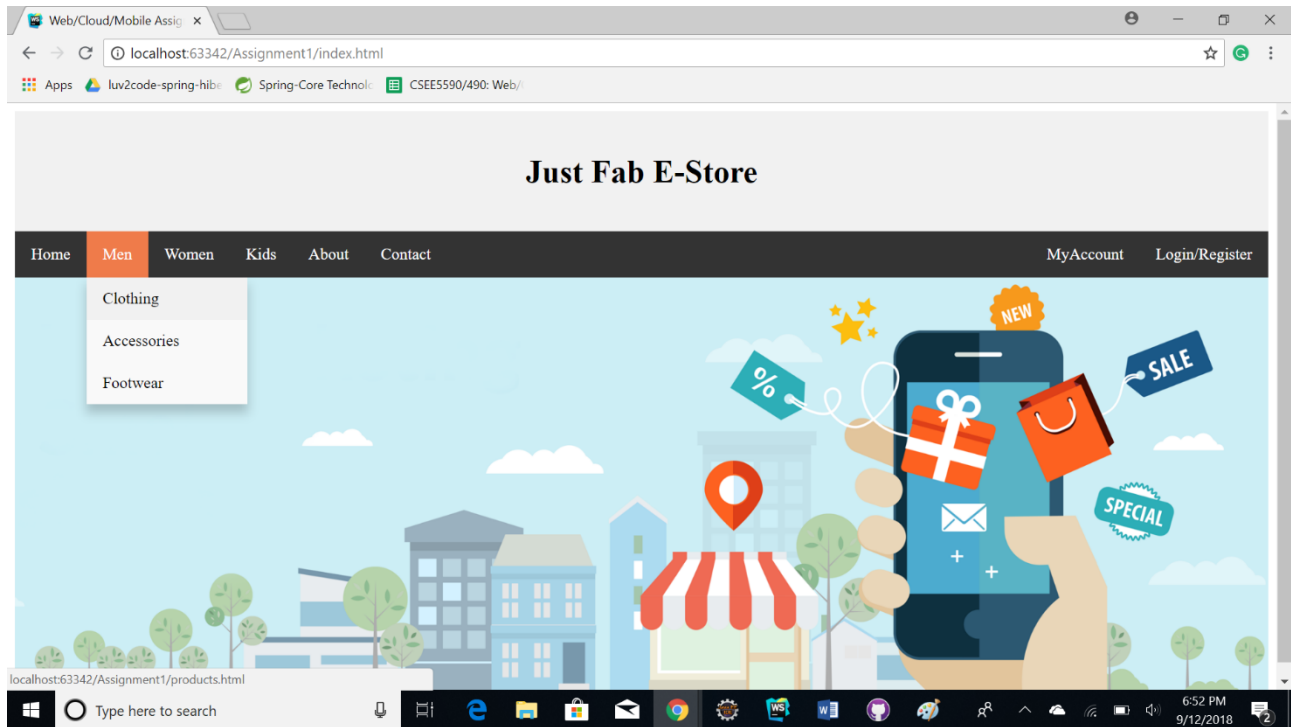 Web/Cloud/Mobile Assig
localhost:63342/Assignment1/index.html
Apps luv2code-spring-hibe Spring-Core Technolo CSEE5590/490: Web/
Just Fab E-Store
Home Men Women Kids About Contact MyAccount Login/Register
Clothing
Accessories
Footwear
NEW
%
SALE
SPECIAL
localhost:63342/Assignment1/products.html
Type here to search
WS
6:52 PM
9/12/2018
2